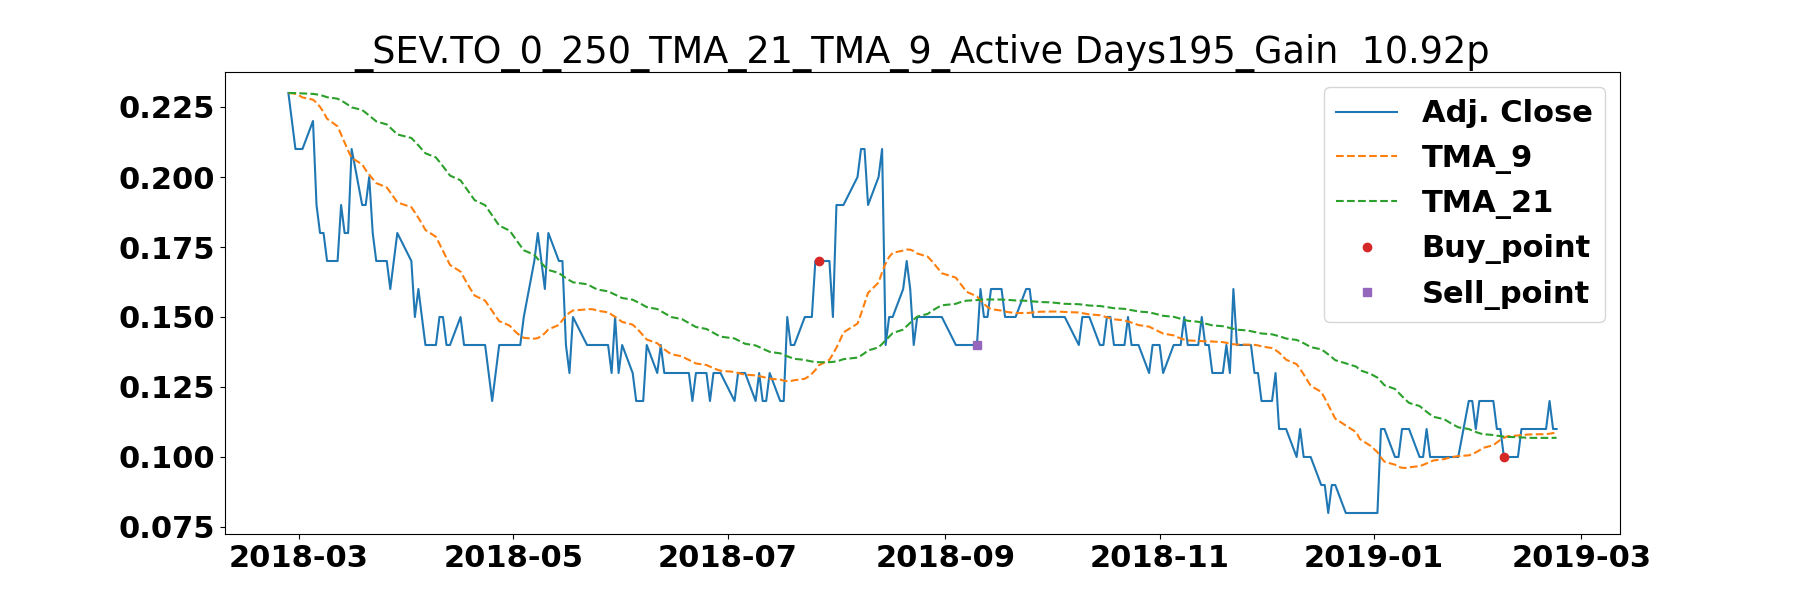 _SEV.TO_0_250_TMA_21_TMA_9_Active Days195_Gain  10.92p
0.225
0.200
0.175
0.150
0.125
0.100
0.075
Adj. Close
TMA_9
TMA_21
Buy_point
Sell_point
2018-03 2018-05 2018-07 2018-09 2018-11 2019-01 2019-03